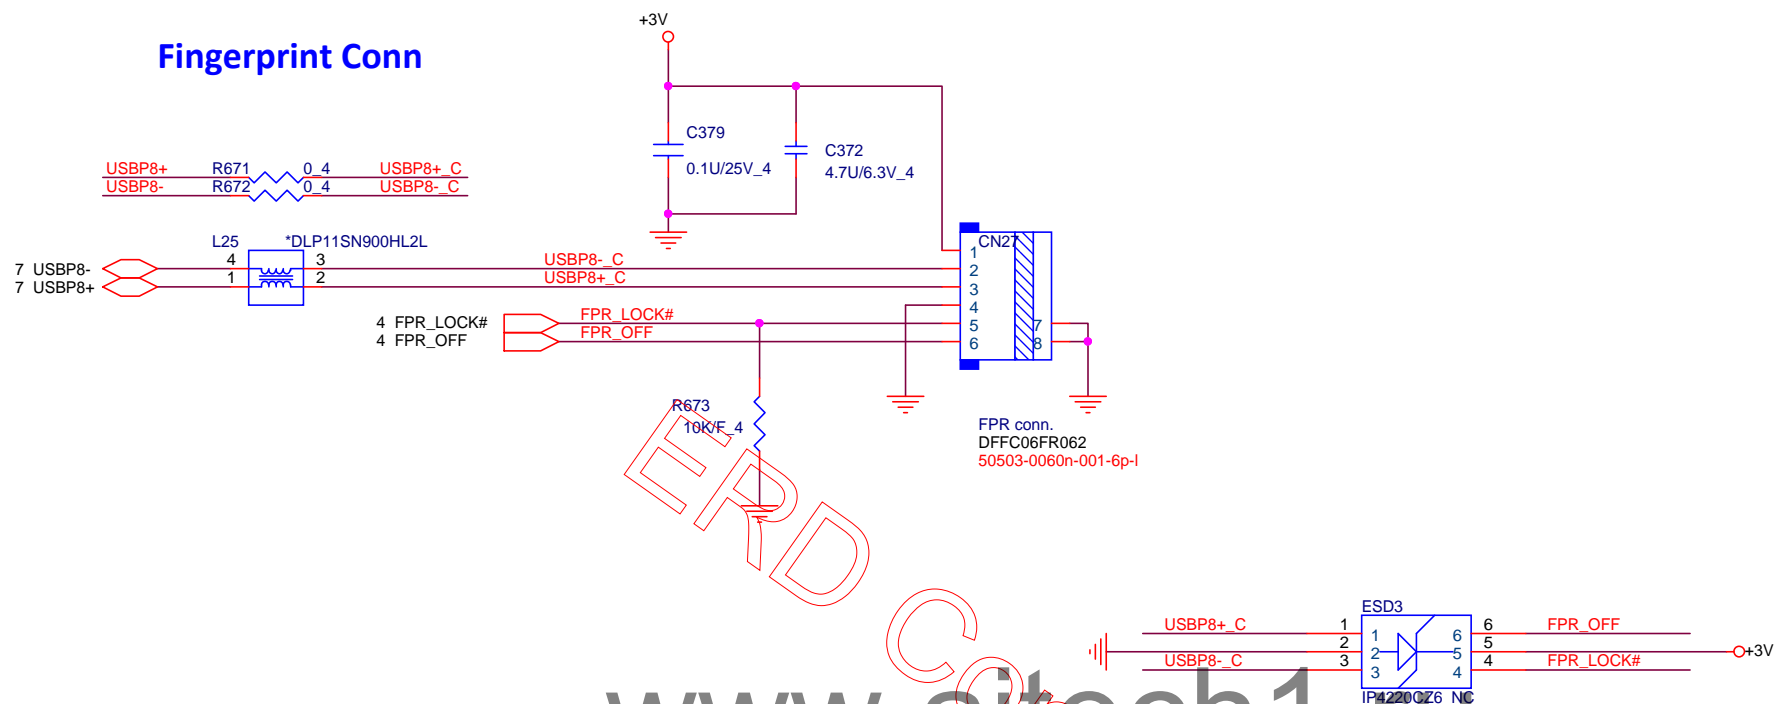 +3V
Fingerprint Conn
C379
0.1U/25V_4
C372
4.7U/6.3V_4
USBP8+ R671 0_4 USBP8+_C
USBP8- R672 0_4 USBP8-_C
L25 *DLP11SN900HL2L
CN27
7 USBP8- 4 3 USBP8-_C 1
7 USBP8+ 1 2 USBP8+_C 2
3
4
4 FPR_LOCK# FPR_LOCK# 5 7
4 FPR_OFF FPR_OFF 6 8
R673
10K/F_4
FPR conn.
DFFC06FR062
50503-0060n-001-6p-l
ERD
ESD3
USBP8+_C 1 1 6 6 FPR_OFF
2 2 5 5 +3V
USBP8-_C 3 3 4 4 FPR_LOCK#
IP4220CZ6 NC